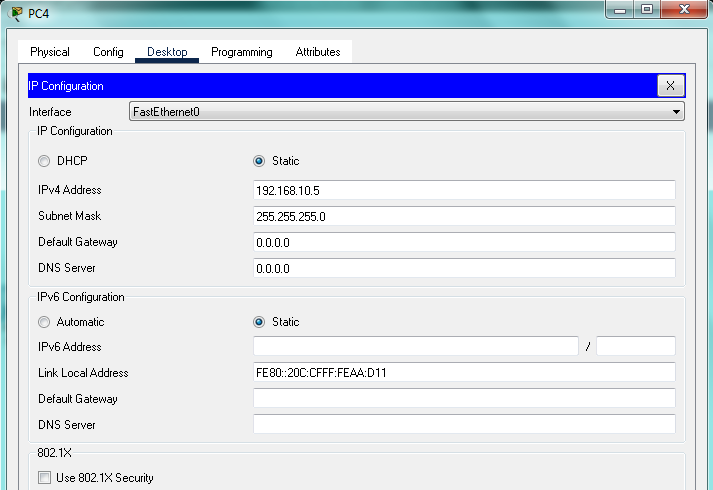 PC4
Physical Config Desktop Programming Attributes
IP Configuration X
Interface FastEthernet0
IP Configuration
DHCP Static
IPv4 Address 192.168.10.5
Subnet Mask 255.255.255.0
Default Gateway 0.0.0.0
DNS Server 0.0.0.0
IPv6 Configuration
Automatic Static
IPv6 Address /
Link Local Address FE80::20C:CFFF:FEAA:D11
Default Gateway
DNS Server
802.1X
Use 802.1X Security